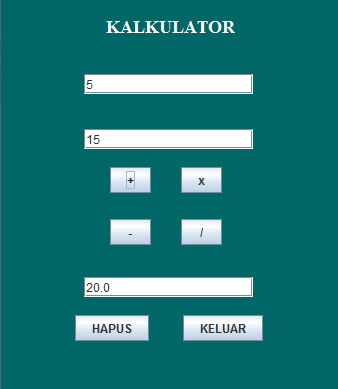 KALKULATOR
5
15
+ x
- /
20.0
HAPUS KELUAR